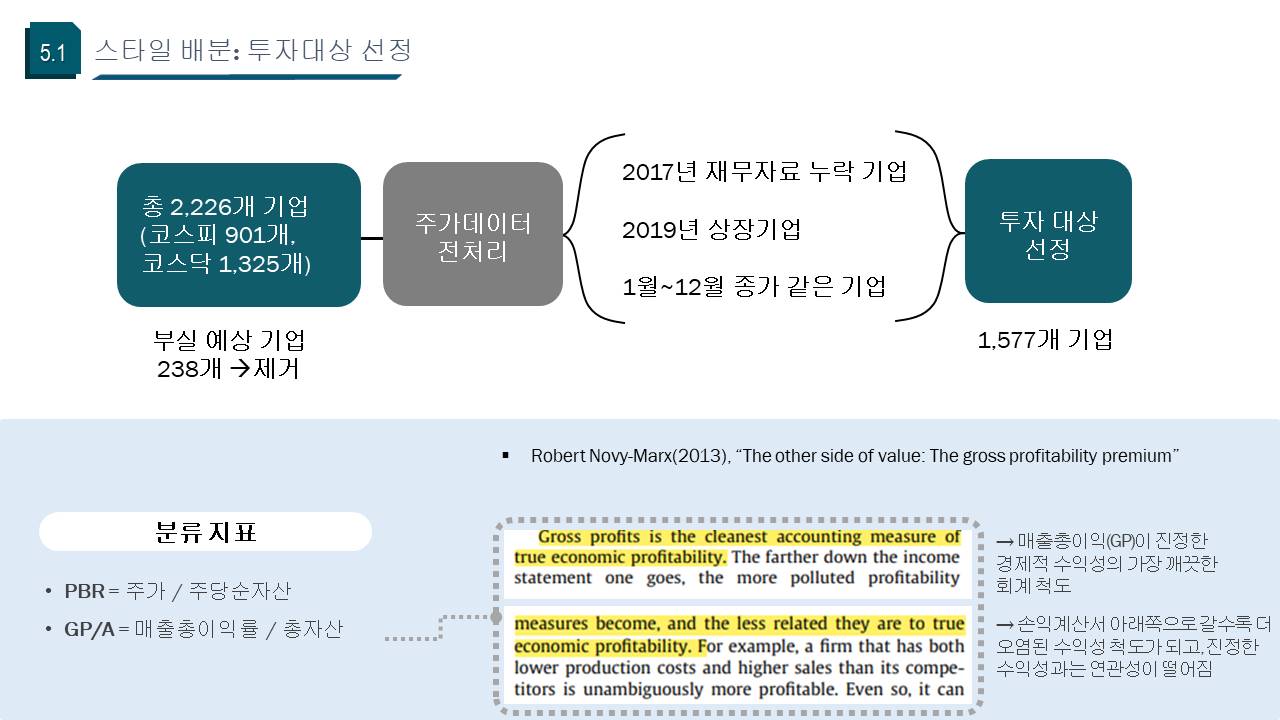 5.1
스타일 배분: 투자대상 선정
총 2,226개 기업
(코스피 901개,
코스닥 1,325개)
부실 예상 기업
238개 →제거
주가데이터
전처리
2017년 재무자료 누락 기업
2019년 상장기업
1월~12월 종가 같은 기업
투자 대상
선정
1,577개 기업
▪ Robert Novy-Marx(2013), “The other side of value: The gross profitability premium”
분류 지표
• PBR = 주가 / 주당순자산
• GP/A = 매출총이익률 / 총자산
Gross profits is the cleanest accounting measure of
true economic profitability. The farther down the income
statement one goes, the more polluted profitability
measures become, and the less related they are to true
economic profitability. For example, a firm that has both
lower production costs and higher sales than its compe-
titors is unambiguously more profitable. Even so, it can
→ 매출총이익(GP)이 진정한
경제적 수익성의 가장 깨끗한
회계 척도
→ 손익계산서 아래쪽으로 갈수록 더
오염된 수익성 척도가 되고, 진정한
수익성과는 연관성이 떨어짐